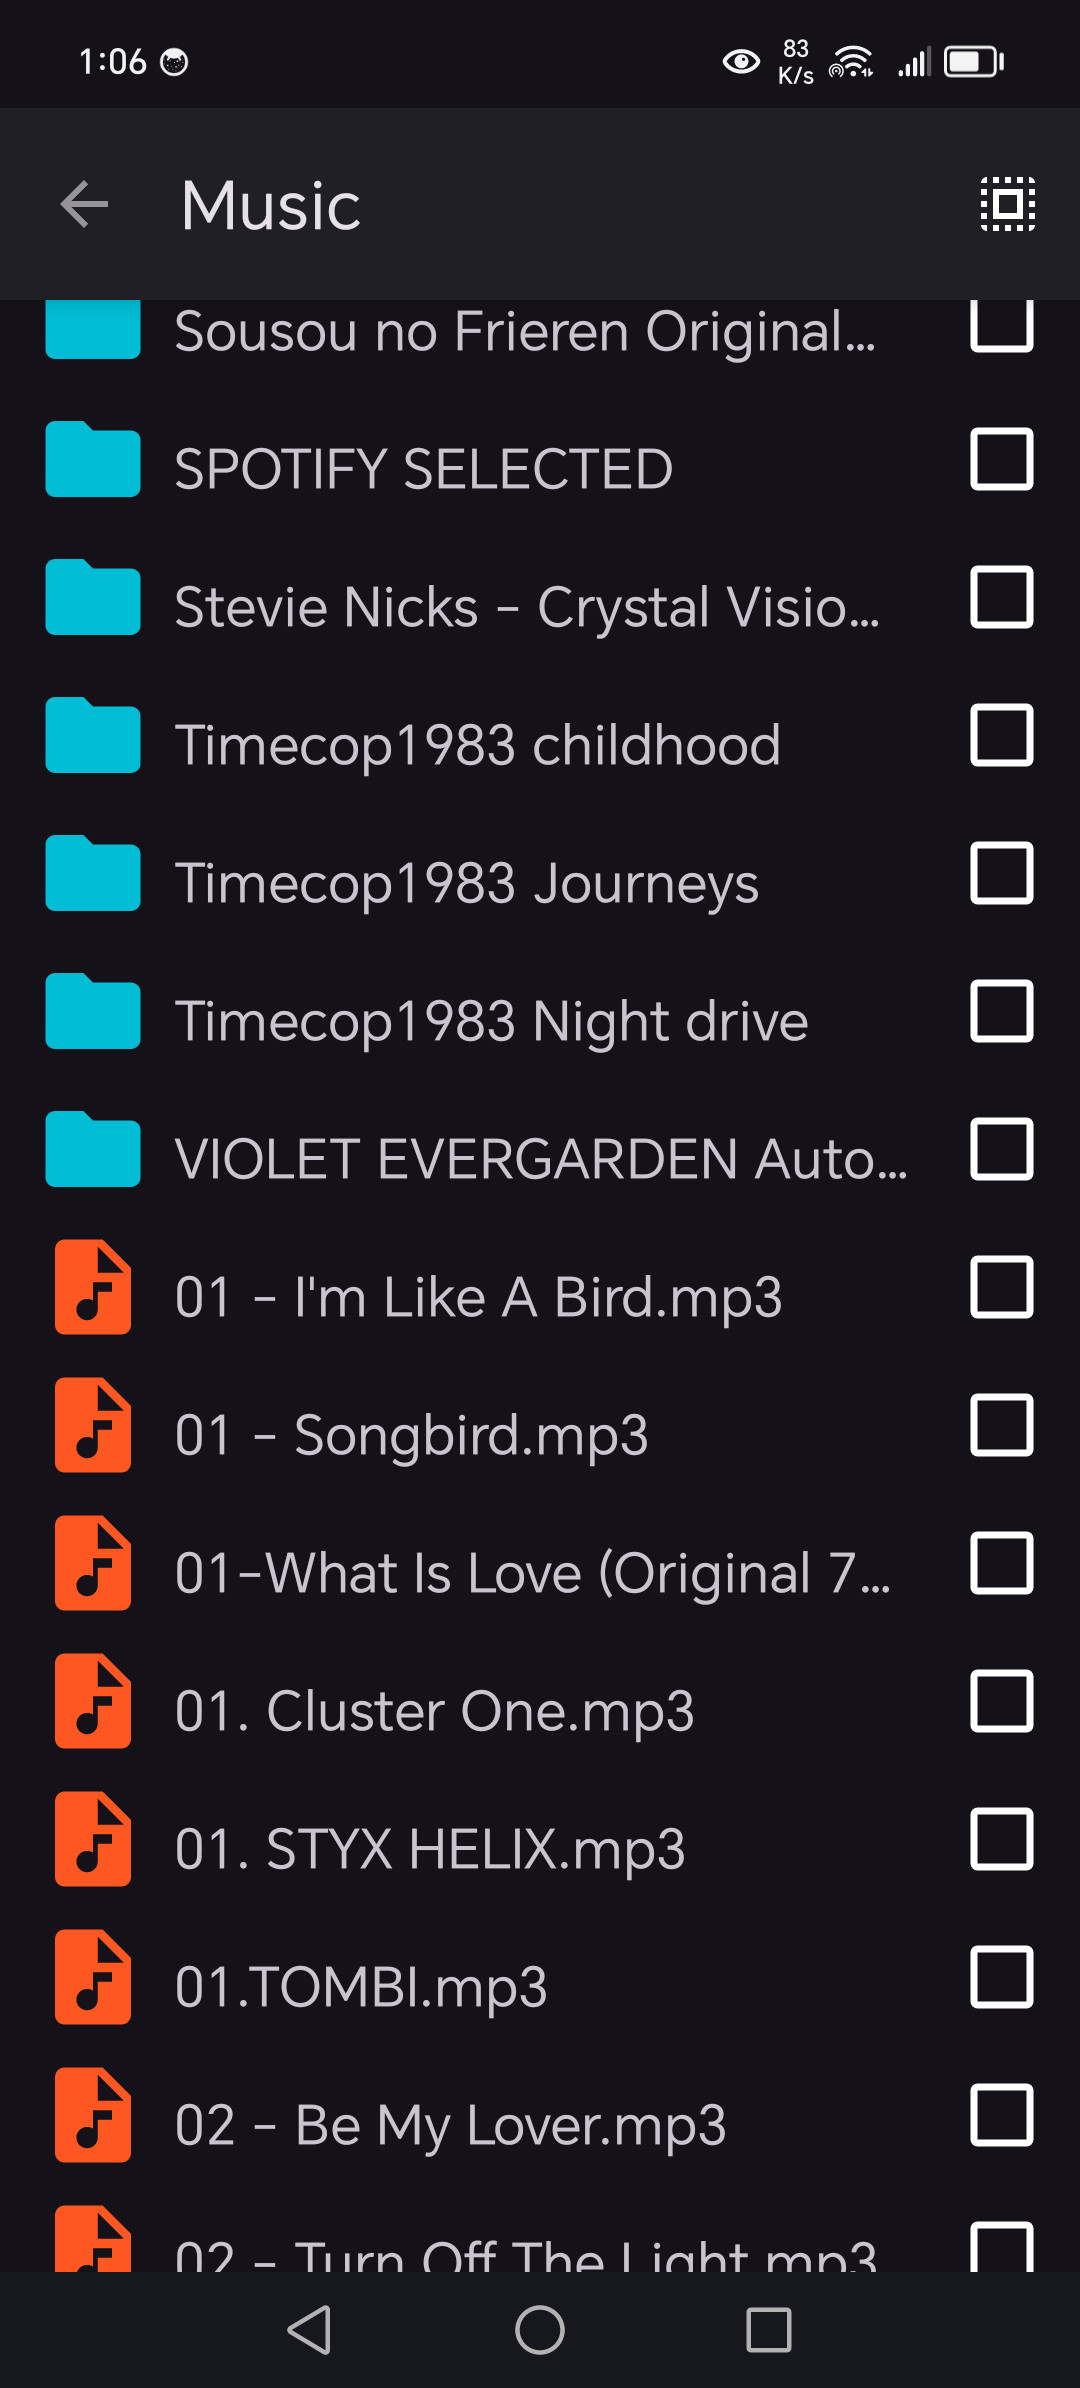 1:06
83
K/s
Music
Sousou no Frieren Original...
SPOTIFY SELECTED
Stevie Nicks - Crystal Visio...
Timecop1983 childhood
Timecop1983 Journeys
Timecop1983 Night drive
VIOLET EVERGARDEN Auto...
01 - I'm Like A Bird.mp3
01 - Songbird.mp3
01-What Is Love (Original 7...
01. Cluster One.mp3
01. STYX HELIX.mp3
01.TOMBI.mp3
02 - Be My Lover.mp3
02 - Turn Off The Light.mp3